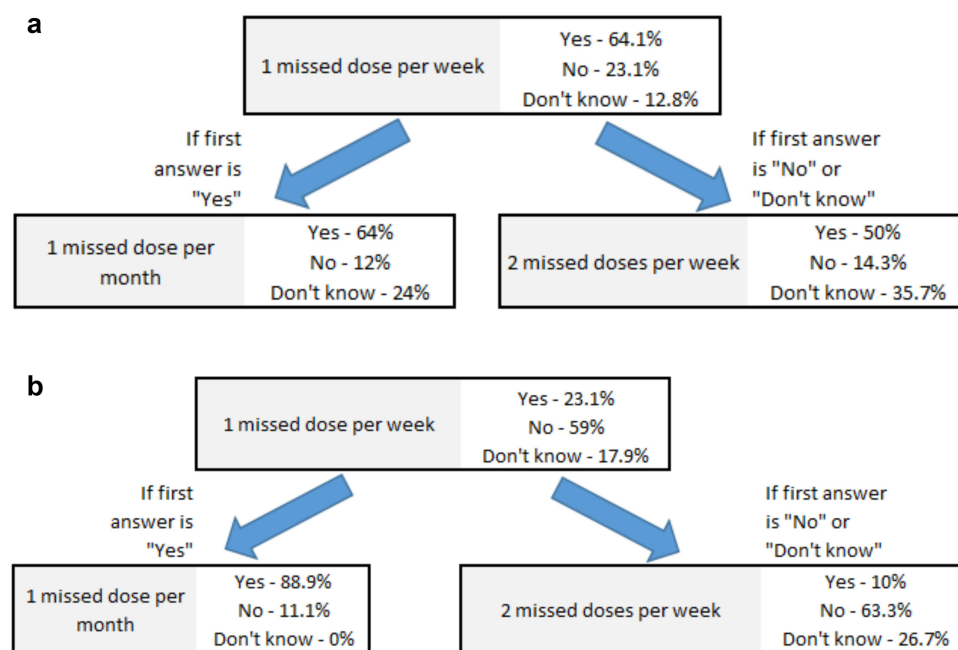 a
1 missed dose per week
Yes - 64.1%
No - 23.1%
Don't know - 12.8%
If first
answer is
"Yes"
If first answer
is "No" or
"Don't know"
1 missed dose per
month
Yes - 64%
No - 12%
Don't know - 24%
2 missed doses per week
Yes - 50%
No - 14.3%
Don't know - 35.7%
b
1 missed dose per week
Yes - 23.1%
No - 59%
Don't know - 17.9%
If first
answer is
"Yes"
If first answer
is "No" or
"Don't know"
1 missed dose per
month
Yes - 88.9%
No - 11.1%
Don't know - 0%
2 missed doses per week
Yes - 10%
No - 63.3%
Don't know - 26.7%